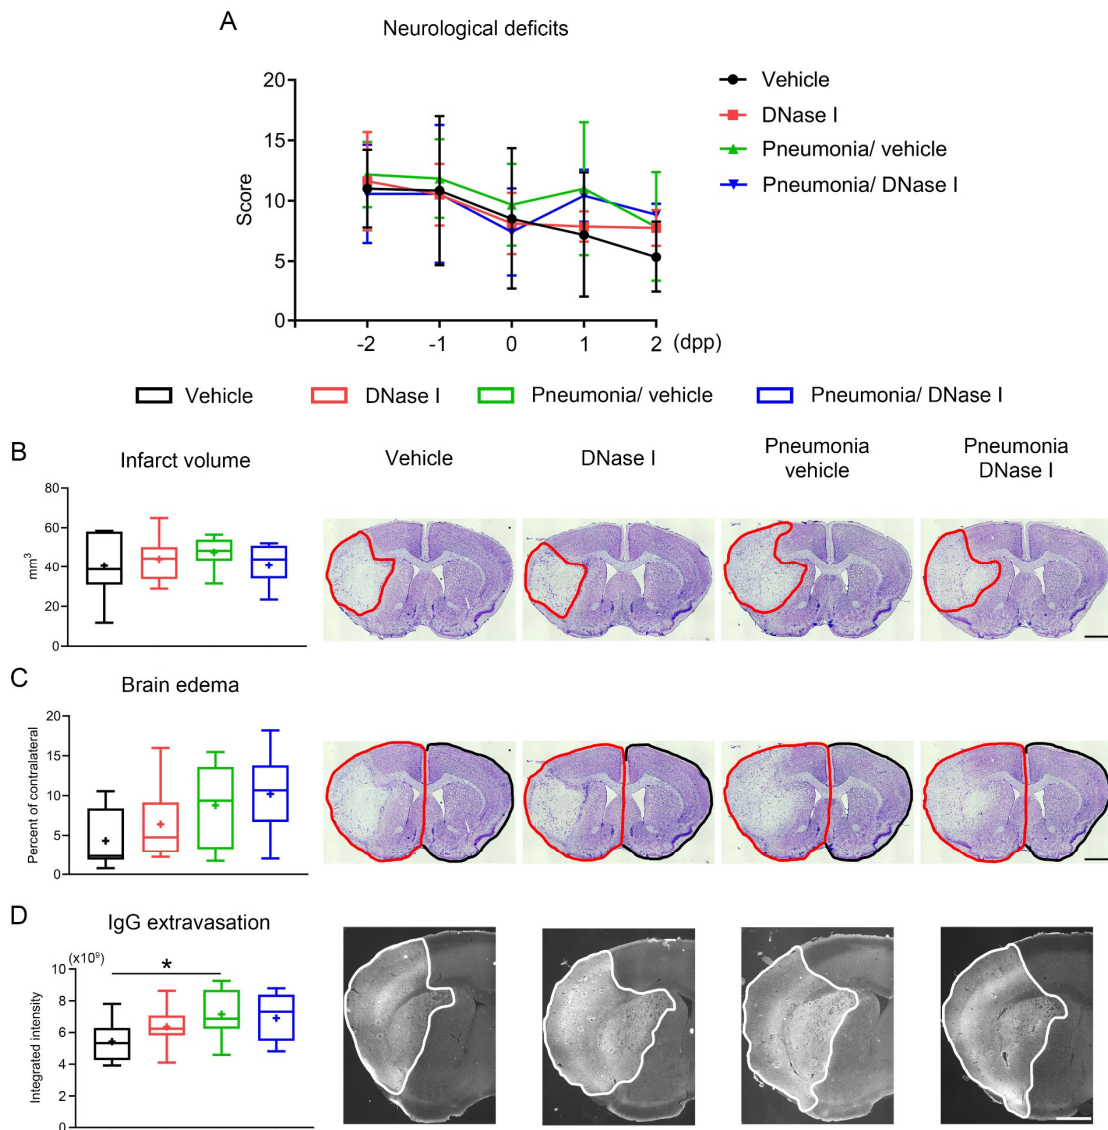 A
Neurological deficits
20
15
10
5
0
Score
-2 -1 0 1 2 (dpp)
Vehicle
DNase I
Pneumonia/ vehicle
Pneumonia/ DNase I
Vehicle DNase I Pneumonia/ vehicle Pneumonia/ DNase I
B
Infarct volume
80
60
40
20
0
mm³
Vehicle
DNase I
Pneumonia
vehicle
Pneumonia
DNase I
C
Brain edema
20
15
10
5
0
Percent of contralateral
D
IgG extravasation
(x10⁹)
10
8
6
4
2
0
Integrated intensity
*